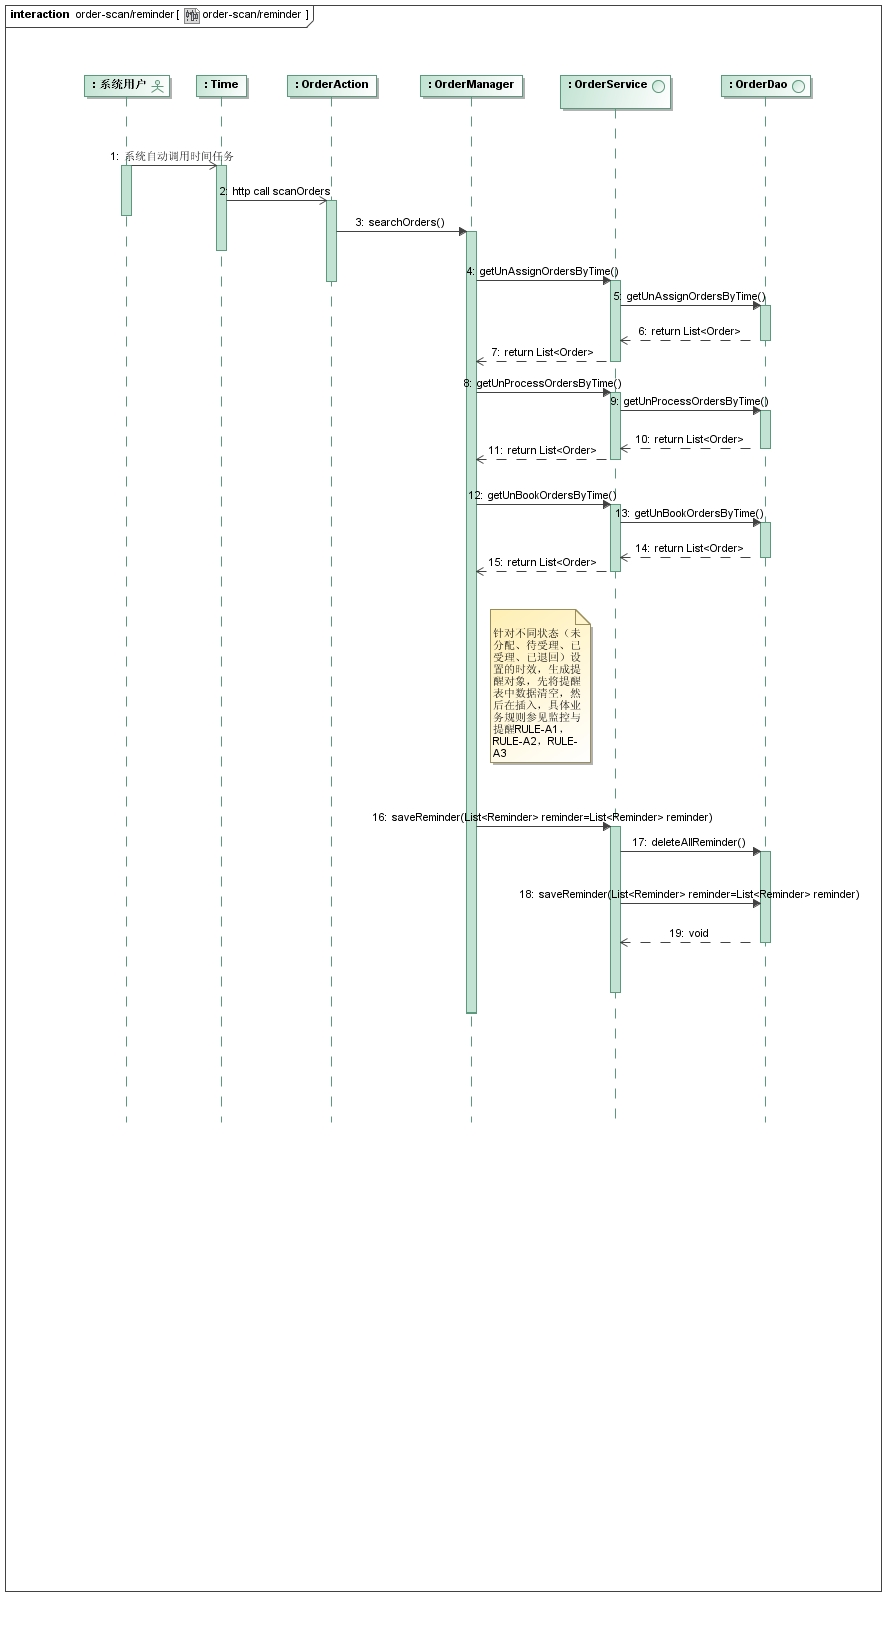 interaction order-scan/reminder [ order-scan/reminder ]
: 系统用户
: Time
: OrderAction
: OrderManager
: OrderService
: OrderDao
1: 系统自动调用时间任务
2: http call scanOrders
3: searchOrders()
4: getUnAssignOrdersByTime()
5: getUnAssignOrdersByTime()
6: return List<Order>
7: return List<Order>
8: getUnProcessOrdersByTime()
9: getUnProcessOrdersByTime()
10: return List<Order>
11: return List<Order>
12: getUnBookOrdersByTime()
13: getUnBookOrdersByTime()
14: return List<Order>
15: return List<Order>
针对不同状态（未
分配、待受理、已
受理、已退回）设
置的时效，生成提
醒对象，先将提醒
表中数据清空，然
后在插入，具体业
务规则参见监控与
提醒RULE-A1，
RULE-A2，RULE-
A3
16: saveReminder(List<Reminder> reminder=List<Reminder> reminder)
17: deleteAllReminder()
18: saveReminder(List<Reminder> reminder=List<Reminder> reminder)
19: void